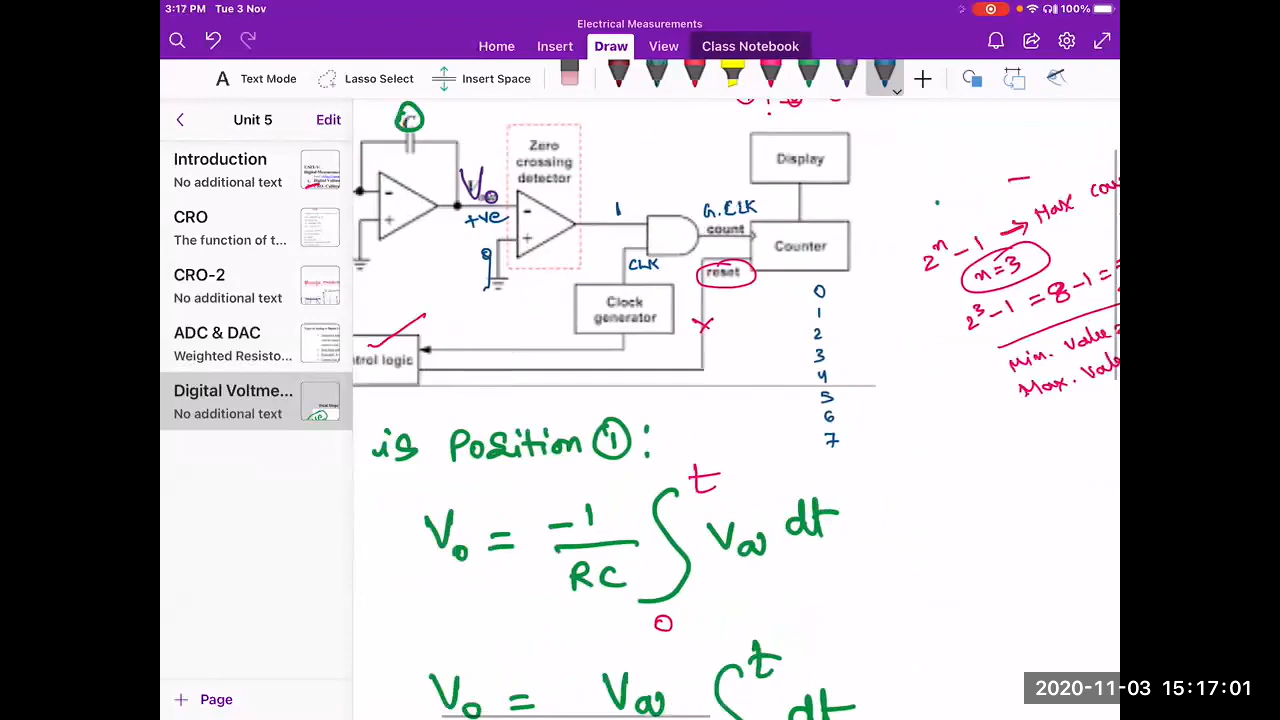 3:17 PM Tue 3 Nov
100%
Electrical Measurements
Home Insert Draw View Class Notebook
A Text Mode Lasso Select Insert Space
Unit 5 Edit
Introduction
No additional text
CRO
The function of t...
CRO-2
No additional text
ADC & DAC
Weighted Resisto...
Digital Voltme...
No additional text
Page
C
Zero
crossing
detector
Display
Vo
+ve
1
G.CLK
count
Counter
CLK
reset
Clock
generator
trol logic
0
1
2
3
4
5
6
7
2^n - 1 → Max cou
n=3
2^3 - 1 = 8 - 1 =
Min. Value
Max. Valu
is Position ①:
Vo = -1/RC ∫ 0 t Va dt
Vo = Va ∫ t dt
2020-11-03 15:17:01